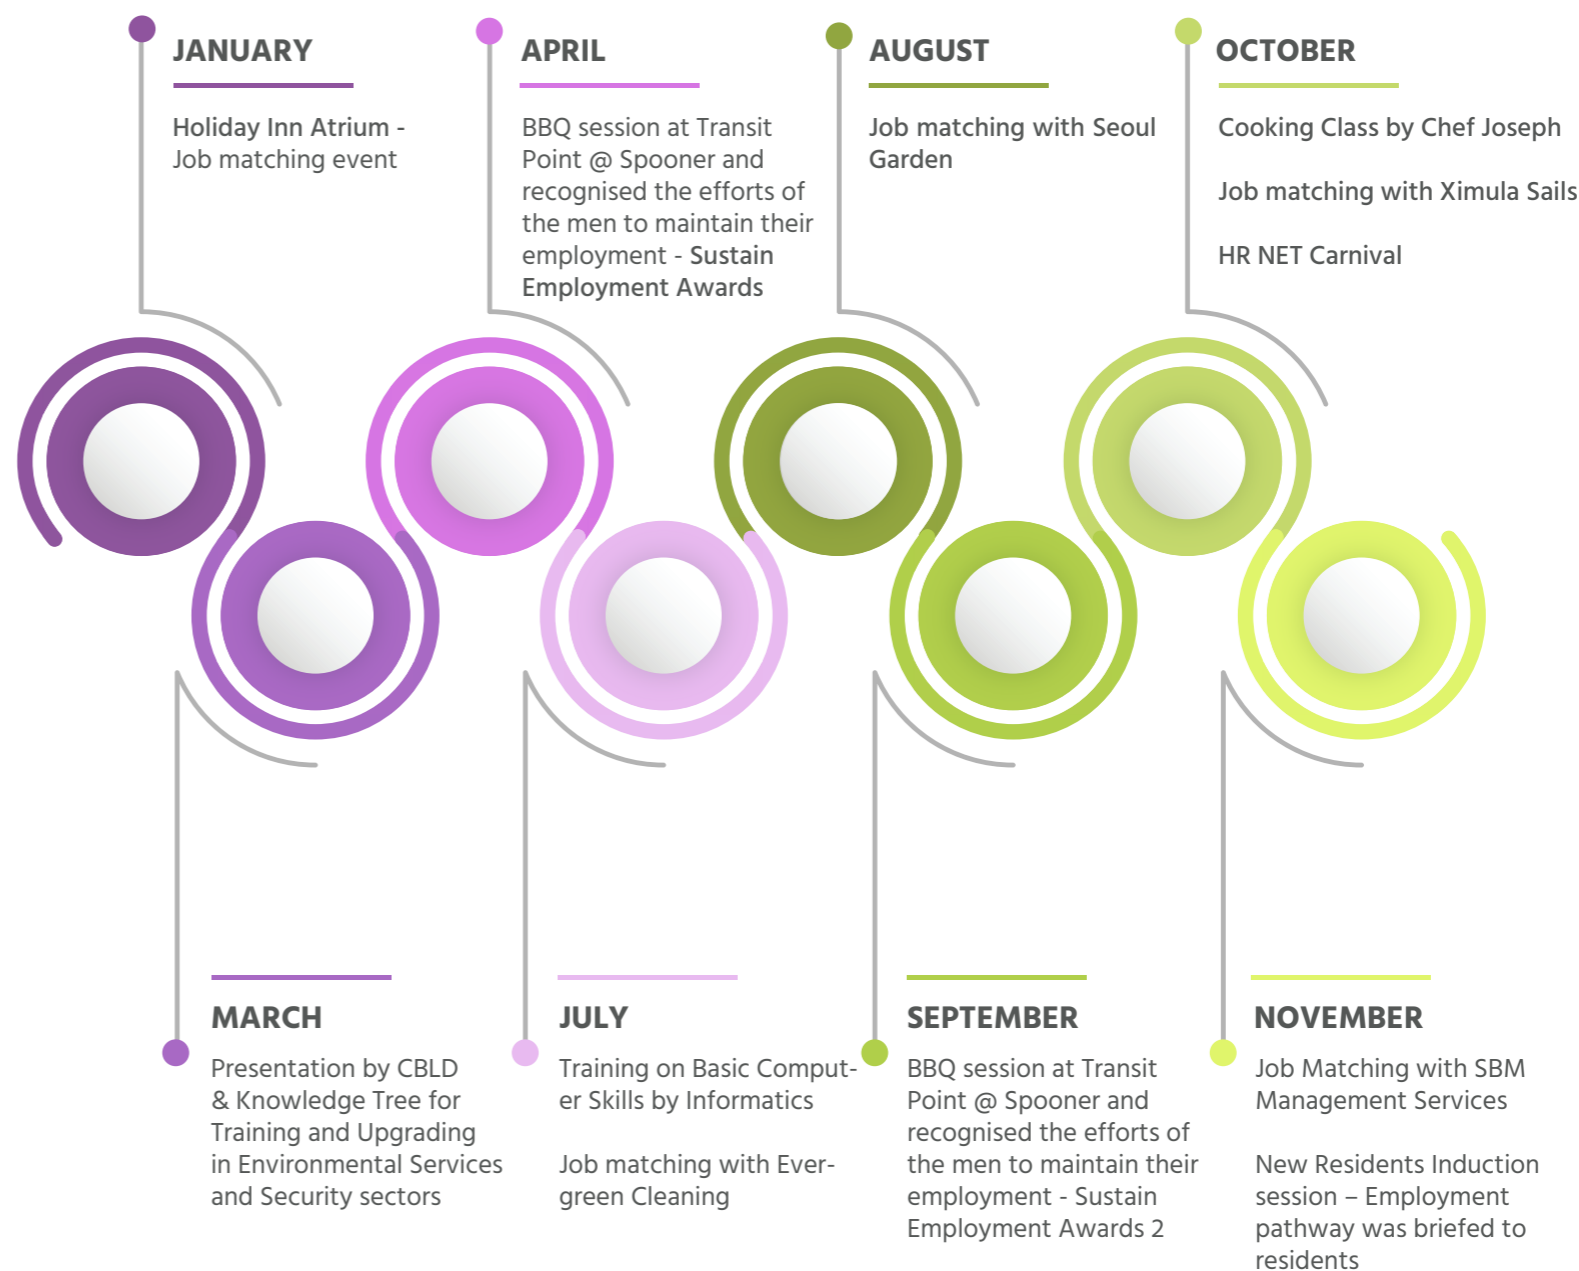 JANUARY
Holiday Inn Atrium -
Job matching event
APRIL
BBQ session at Transit
Point @ Spooner and
recognised the efforts of
the men to maintain their
employment - Sustain
Employment Awards
AUGUST
Job matching with Seoul
Garden
OCTOBER
Cooking Class by Chef Joseph
Job matching with Ximula Sails
HR NET Carnival
MARCH
Presentation by CBLD
& Knowledge Tree for
Training and Upgrading
in Environmental Services
and Security sectors
JULY
Training on Basic Comput-
er Skills by Informatics
Job matching with Ever-
green Cleaning
SEPTEMBER
BBQ session at Transit
Point @ Spooner and
recognised the efforts of
the men to maintain their
employment - Sustain
Employment Awards 2
NOVEMBER
Job Matching with SBM
Management Services
New Residents Induction
session – Employment
pathway was briefed to
residents